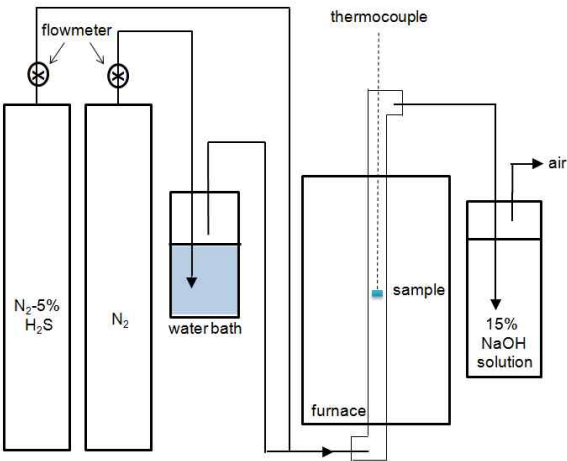 flowmeter
thermocouple
air
N₂-5%
H₂S
N₂
water bath
sample
15%
NaOH
solution
furnace